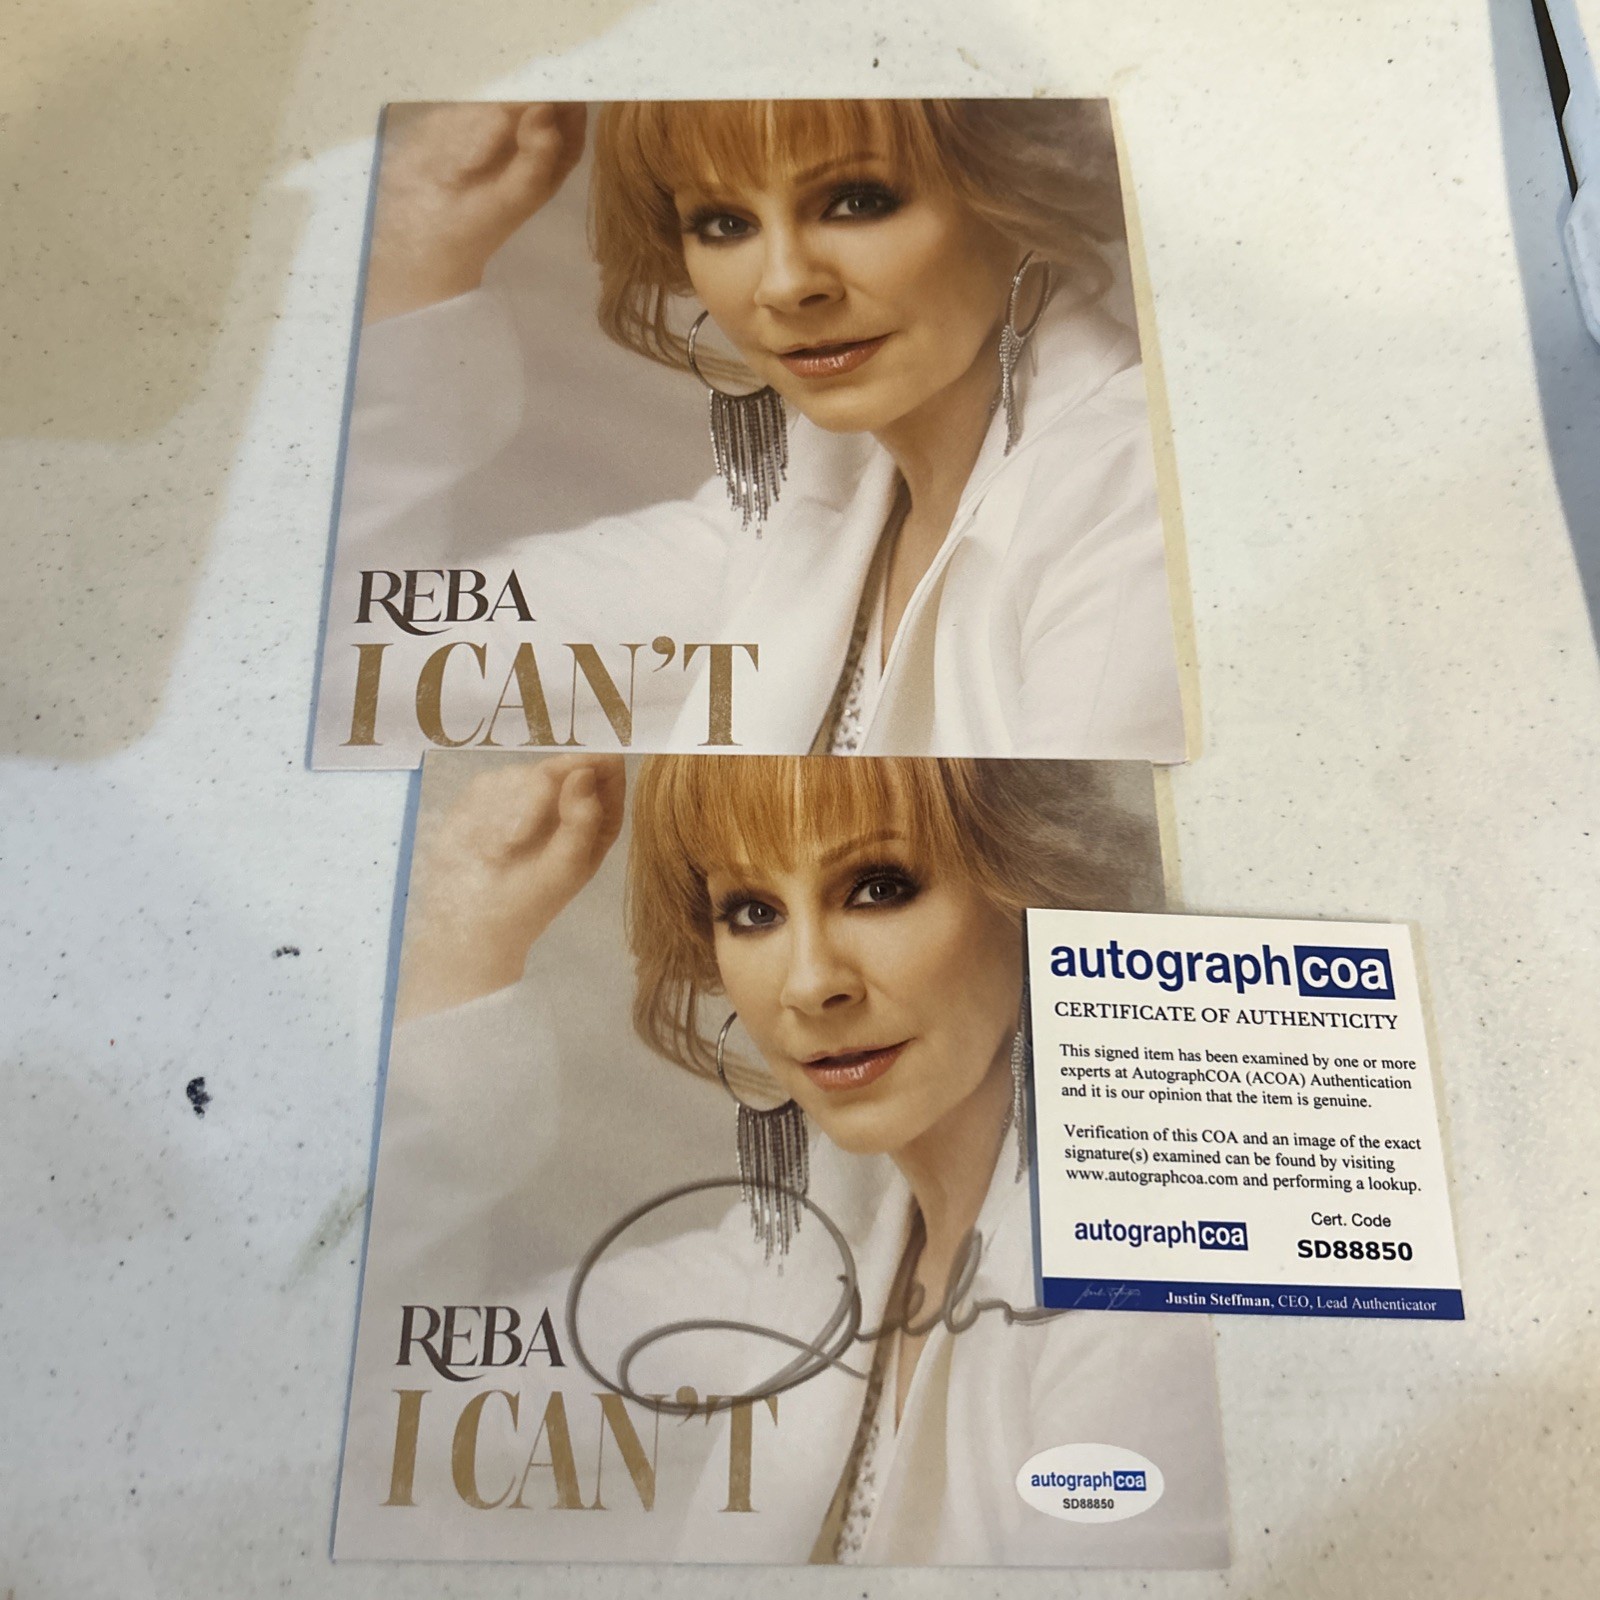 REBA
I CAN'T
autographcoa
CERTIFICATE OF AUTHENTICITY
This signed item has been examined by one or more
experts at AutographCOA (ACOA) Authentication
and it is our opinion that the item is genuine.
Verification of this COA and an image of the exact
signature(s) examined can be found by visiting
www.autographcoa.com and performing a lookup.
autographcoa
Cert. Code
SD88850
Justin Steffman, CEO, Lead Authenticator
Reba
REBA
I CAN'T
autographcoa
SD88850